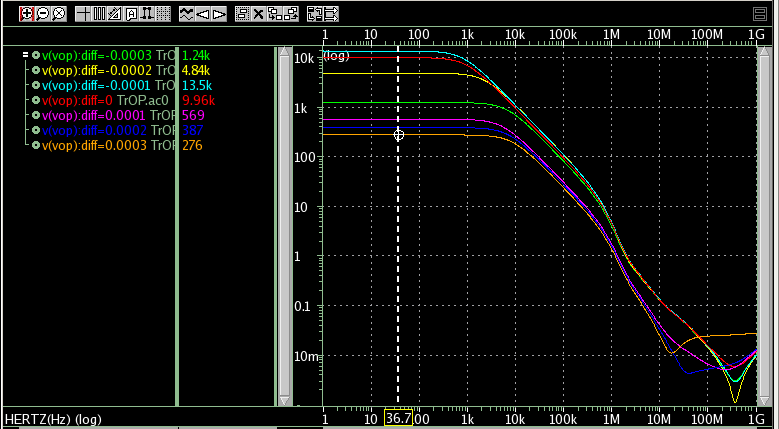 v(vop):diff=-0.0003 TrO 1.24k
v(vop):diff=-0.0002 TrO 4.84k
v(vop):diff=-0.0001 TrO 13.5k
v(vop):diff=0 TrOP.ac0 9.96k
v(vop):diff=0.0001 TrOP 569
v(vop):diff=0.0002 TrOP 387
v(vop):diff=0.0003 TrOP 276
1 10 100 1k 10k 100k 1M 10M 100M 1G
(log)
10k
1k
100
10
1
0.1
10m
HERTZ(Hz) (log)
1 10 36.7 100 1k 10k 100k 1M 10M 100M 1G